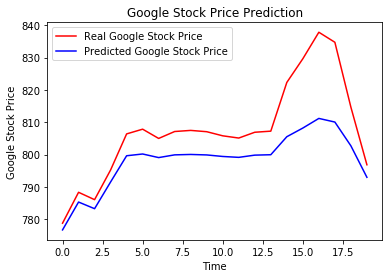 Google Stock Price Prediction
Real Google Stock Price
Predicted Google Stock Price
Google Stock Price
840
830
820
810
800
790
780
0.0 2.5 5.0 7.5 10.0 12.5 15.0 17.5
Time